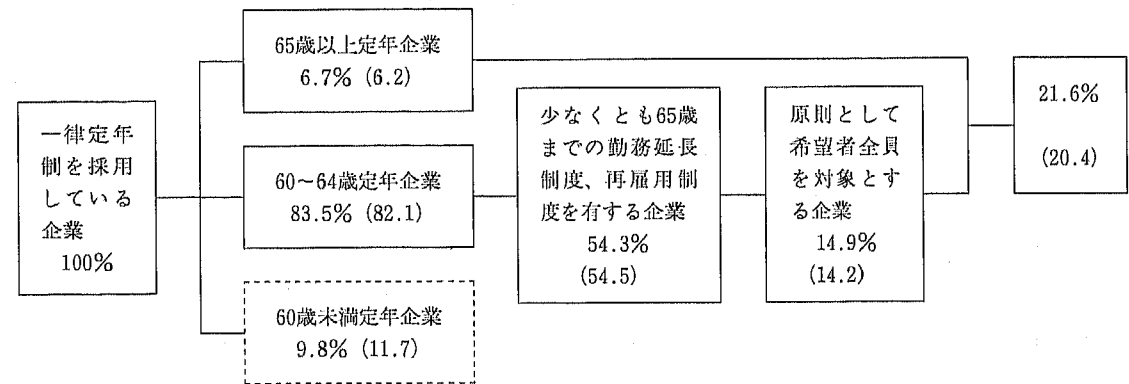 一律定年
制を採用
している
企業
100%
65歳以上定年企業
6.7% (6.2)
60～64歳定年企業
83.5% (82.1)
60歳未満定年企業
9.8% (11.7)
少なくとも65歳
までの勤務延長
制度、再雇用制
度を有する企業
54.3%
(54.5)
原則として
希望者全員
を対象とす
る企業
14.9%
(14.2)
21.6%
(20.4)